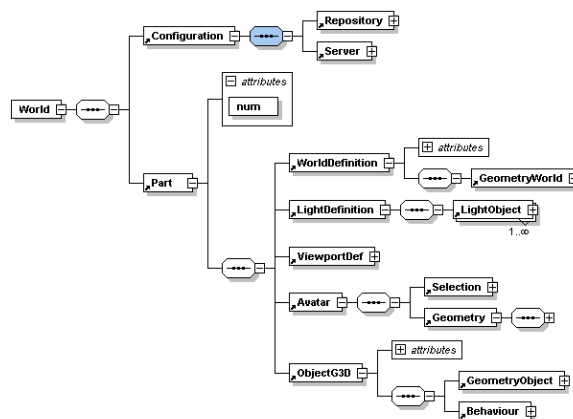 Repository
Configuration
Server
attributes
num
World
Part
attributes
WorldDefinition
GeometryWorld
LightDefinition
LightObject
1..∞
ViewportDef
Selection
Avatar
Geometry
attributes
ObjectG3D
GeometryObject
Behaviour